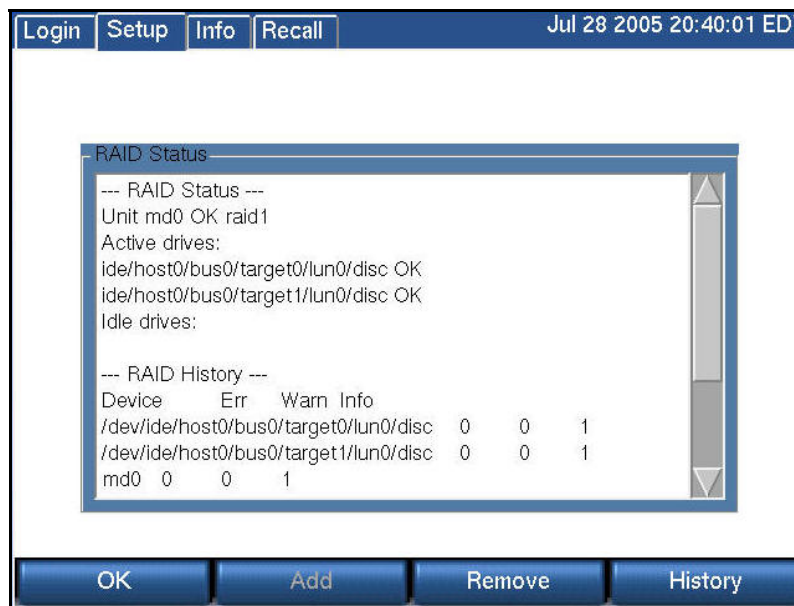 Login Setup Info Recall Jul 28 2005 20:40:01 ED
RAID Status
--- RAID Status ---
Unit md0 OK raid1
Active drives:
ide/host0/bus0/target0/lun0/disc OK
ide/host0/bus0/target1/lun0/disc OK
Idle drives:
--- RAID History ---
Device Err Warn Info
/dev/ide/host0/bus0/target0/lun0/disc 0 0 1
/dev/ide/host0/bus0/target1/lun0/disc 0 0 1
md0 0 0 1
OK Add Remove History